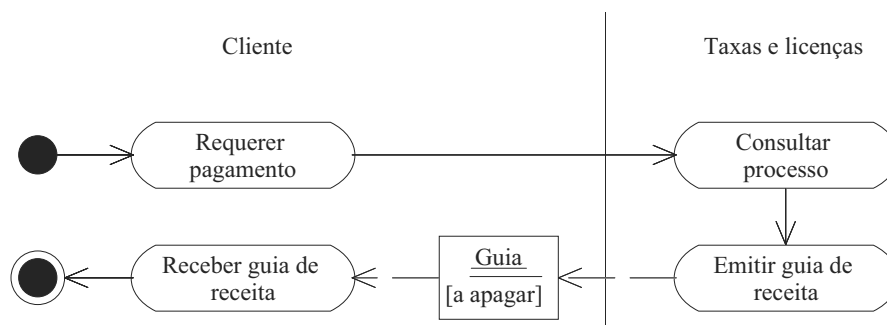 Cliente
Taxas e licenças
Requerer
pagamento
Consultar
processo
Receber guia de
receita
Guia
[a apagar]
Emitir guia de
receita